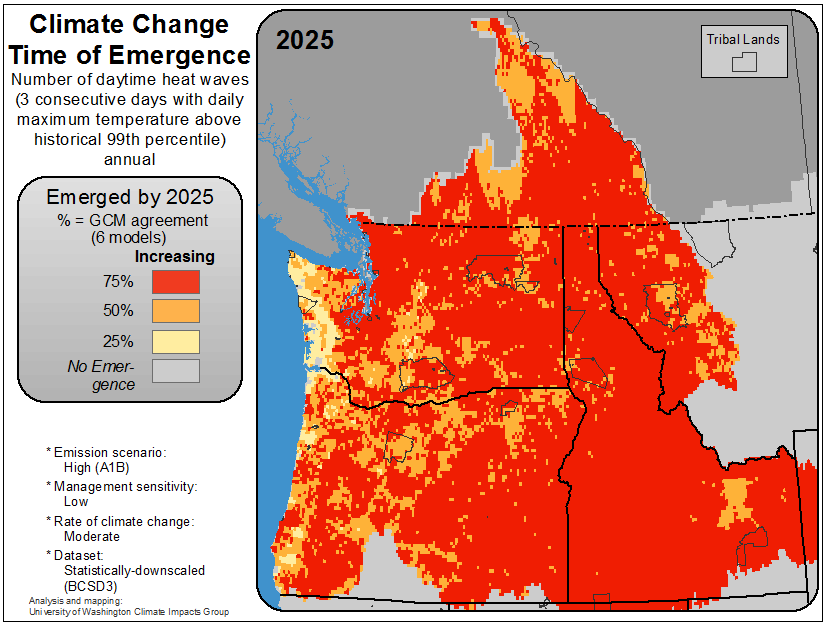 Climate Change
Time of Emergence
Number of daytime heat waves
(3 consecutive days with daily
maximum temperature above
historical 99th percentile)
annual
Emerged by 2025
% = GCM agreement
(6 models)
Increasing
75%
50%
25%
No Emer-
gence
* Emission scenario:
High (A1B)
* Management sensitivity:
Low
* Rate of climate change:
Moderate
* Dataset:
Statistically-downscaled
(BCSD3)
Analysis and mapping:
University of Washington Climate Impacts Group
2025
Tribal Lands